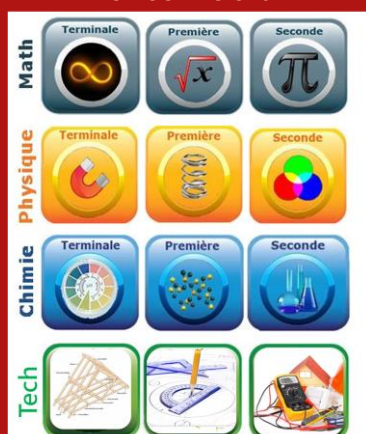 Math
Terminale
Première
Seconde
Physique
Terminale
Première
Seconde
Chimie
Terminale
Première
Seconde
Tech